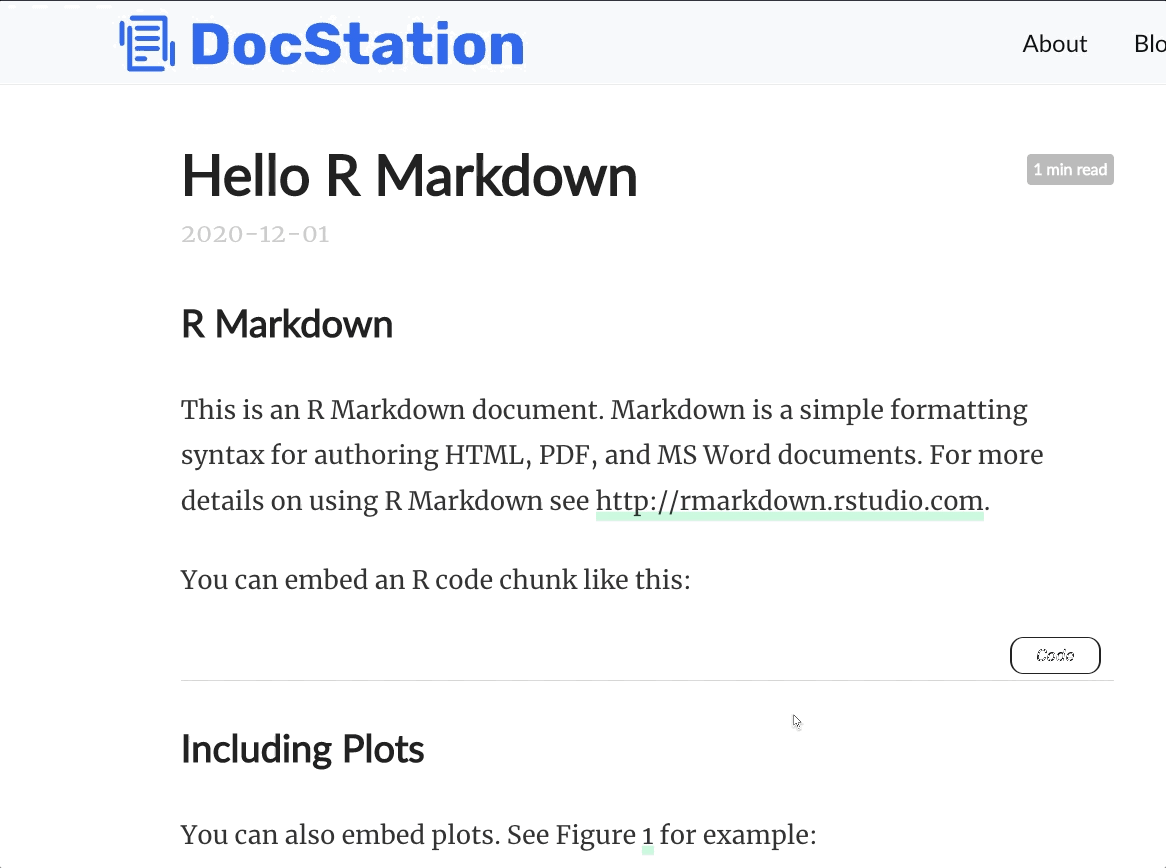 DocStation
About
Blo
Hello R Markdown
1 min read
2020-12-01
R Markdown
This is an R Markdown document. Markdown is a simple formatting
syntax for authoring HTML, PDF, and MS Word documents. For more
details on using R Markdown see http://rmarkdown.rstudio.com.
You can embed an R code chunk like this:
Code
Including Plots
You can also embed plots. See Figure 1 for example: